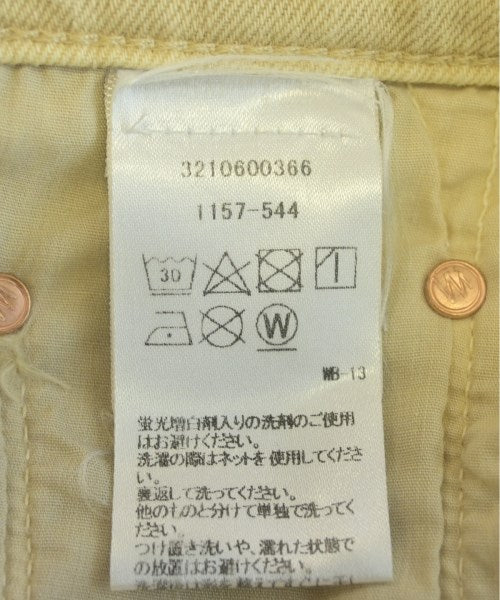 3210600366
1157-544
30
W
WB-13
蛍光増白剤入りの洗剤のご使用
はお避けください。
洗濯の際はネットを使用してくださ
い。
裏返して洗ってください。
他のものと分けて単独で洗ってくだ
さい。
つけ置き洗いや、濡れた状態で
の放置はお避けください。